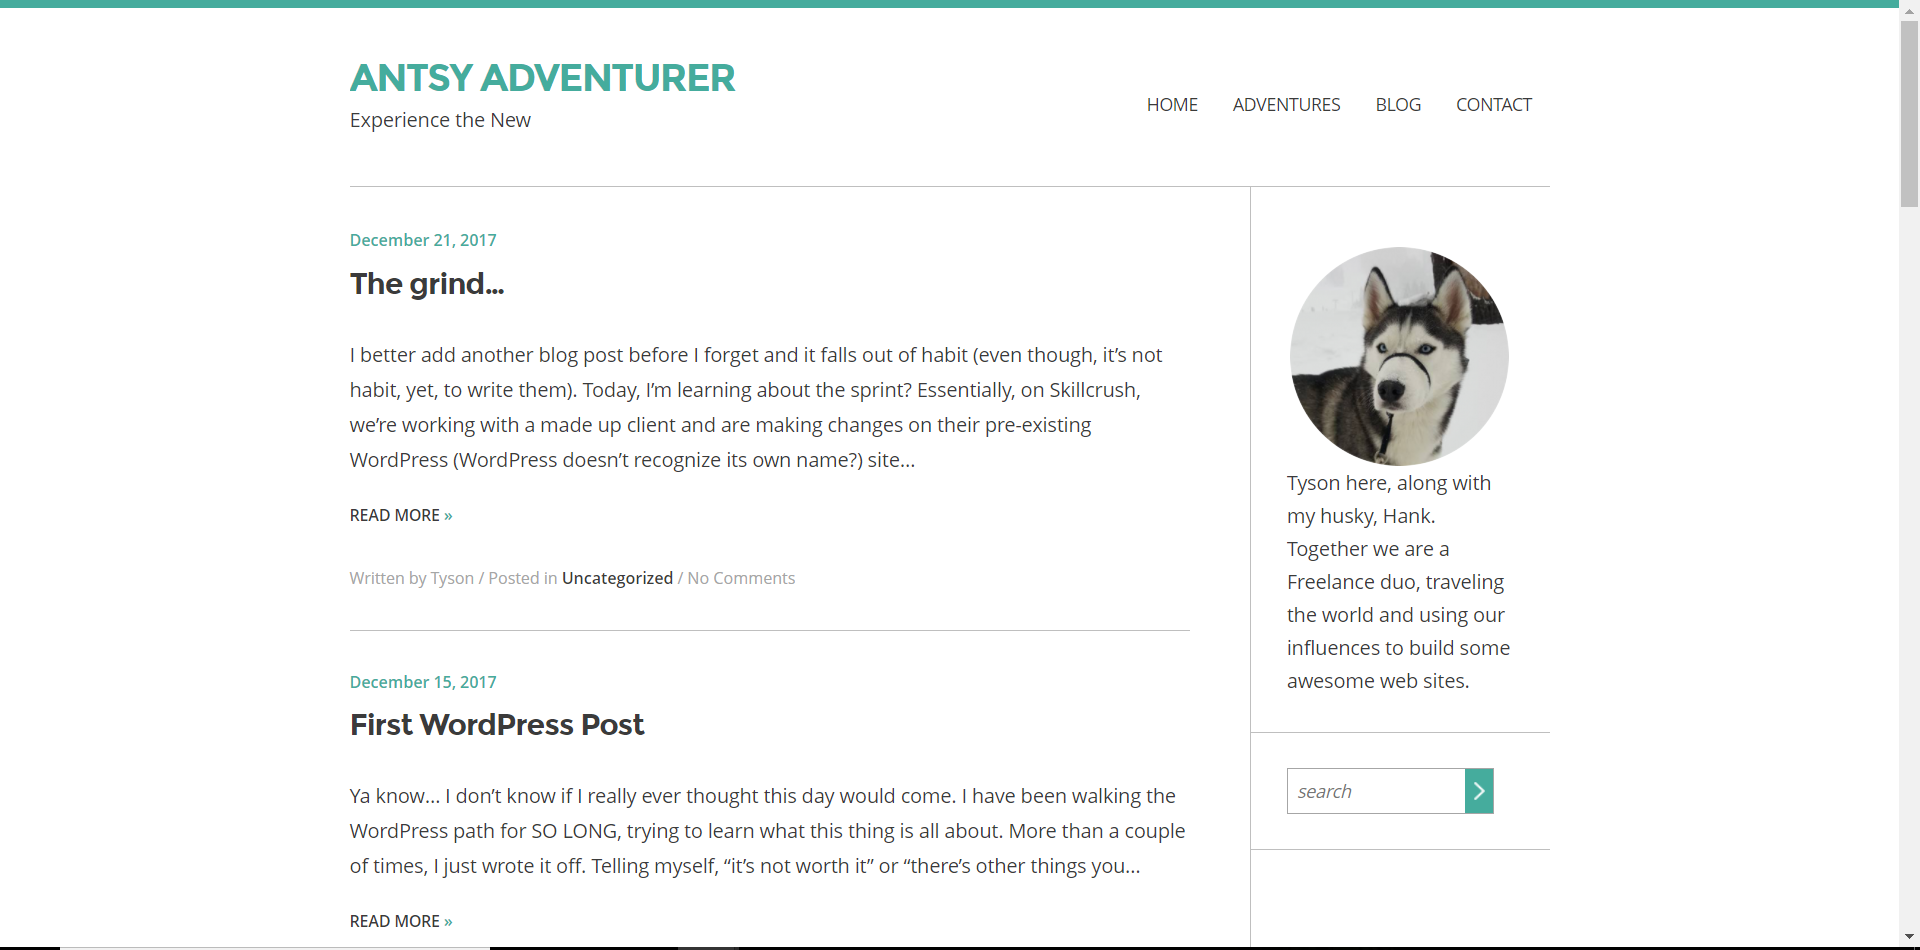 ANTSY ADVENTURER
Experience the New
HOME ADVENTURES BLOG CONTACT
December 21, 2017
The grind...
I better add another blog post before I forget and it falls out of habit (even though, it’s not
habit, yet, to write them). Today, I’m learning about the sprint? Essentially, on Skillcrush,
we’re working with a made up client and are making changes on their pre-existing
WordPress (WordPress doesn’t recognize its own name?) site...
READ MORE »
Written by Tyson / Posted in Uncategorized / No Comments
December 15, 2017
First WordPress Post
Ya know... I don’t know if I really ever thought this day would come. I have been walking the
WordPress path for SO LONG, trying to learn what this thing is all about. More than a couple
of times, I just wrote it off. Telling myself, “it’s not worth it” or “there’s other things you...
READ MORE »
Tyson here, along with
my husky, Hank.
Together we are a
Freelance duo, traveling
the world and using our
influences to build some
awesome web sites.
search